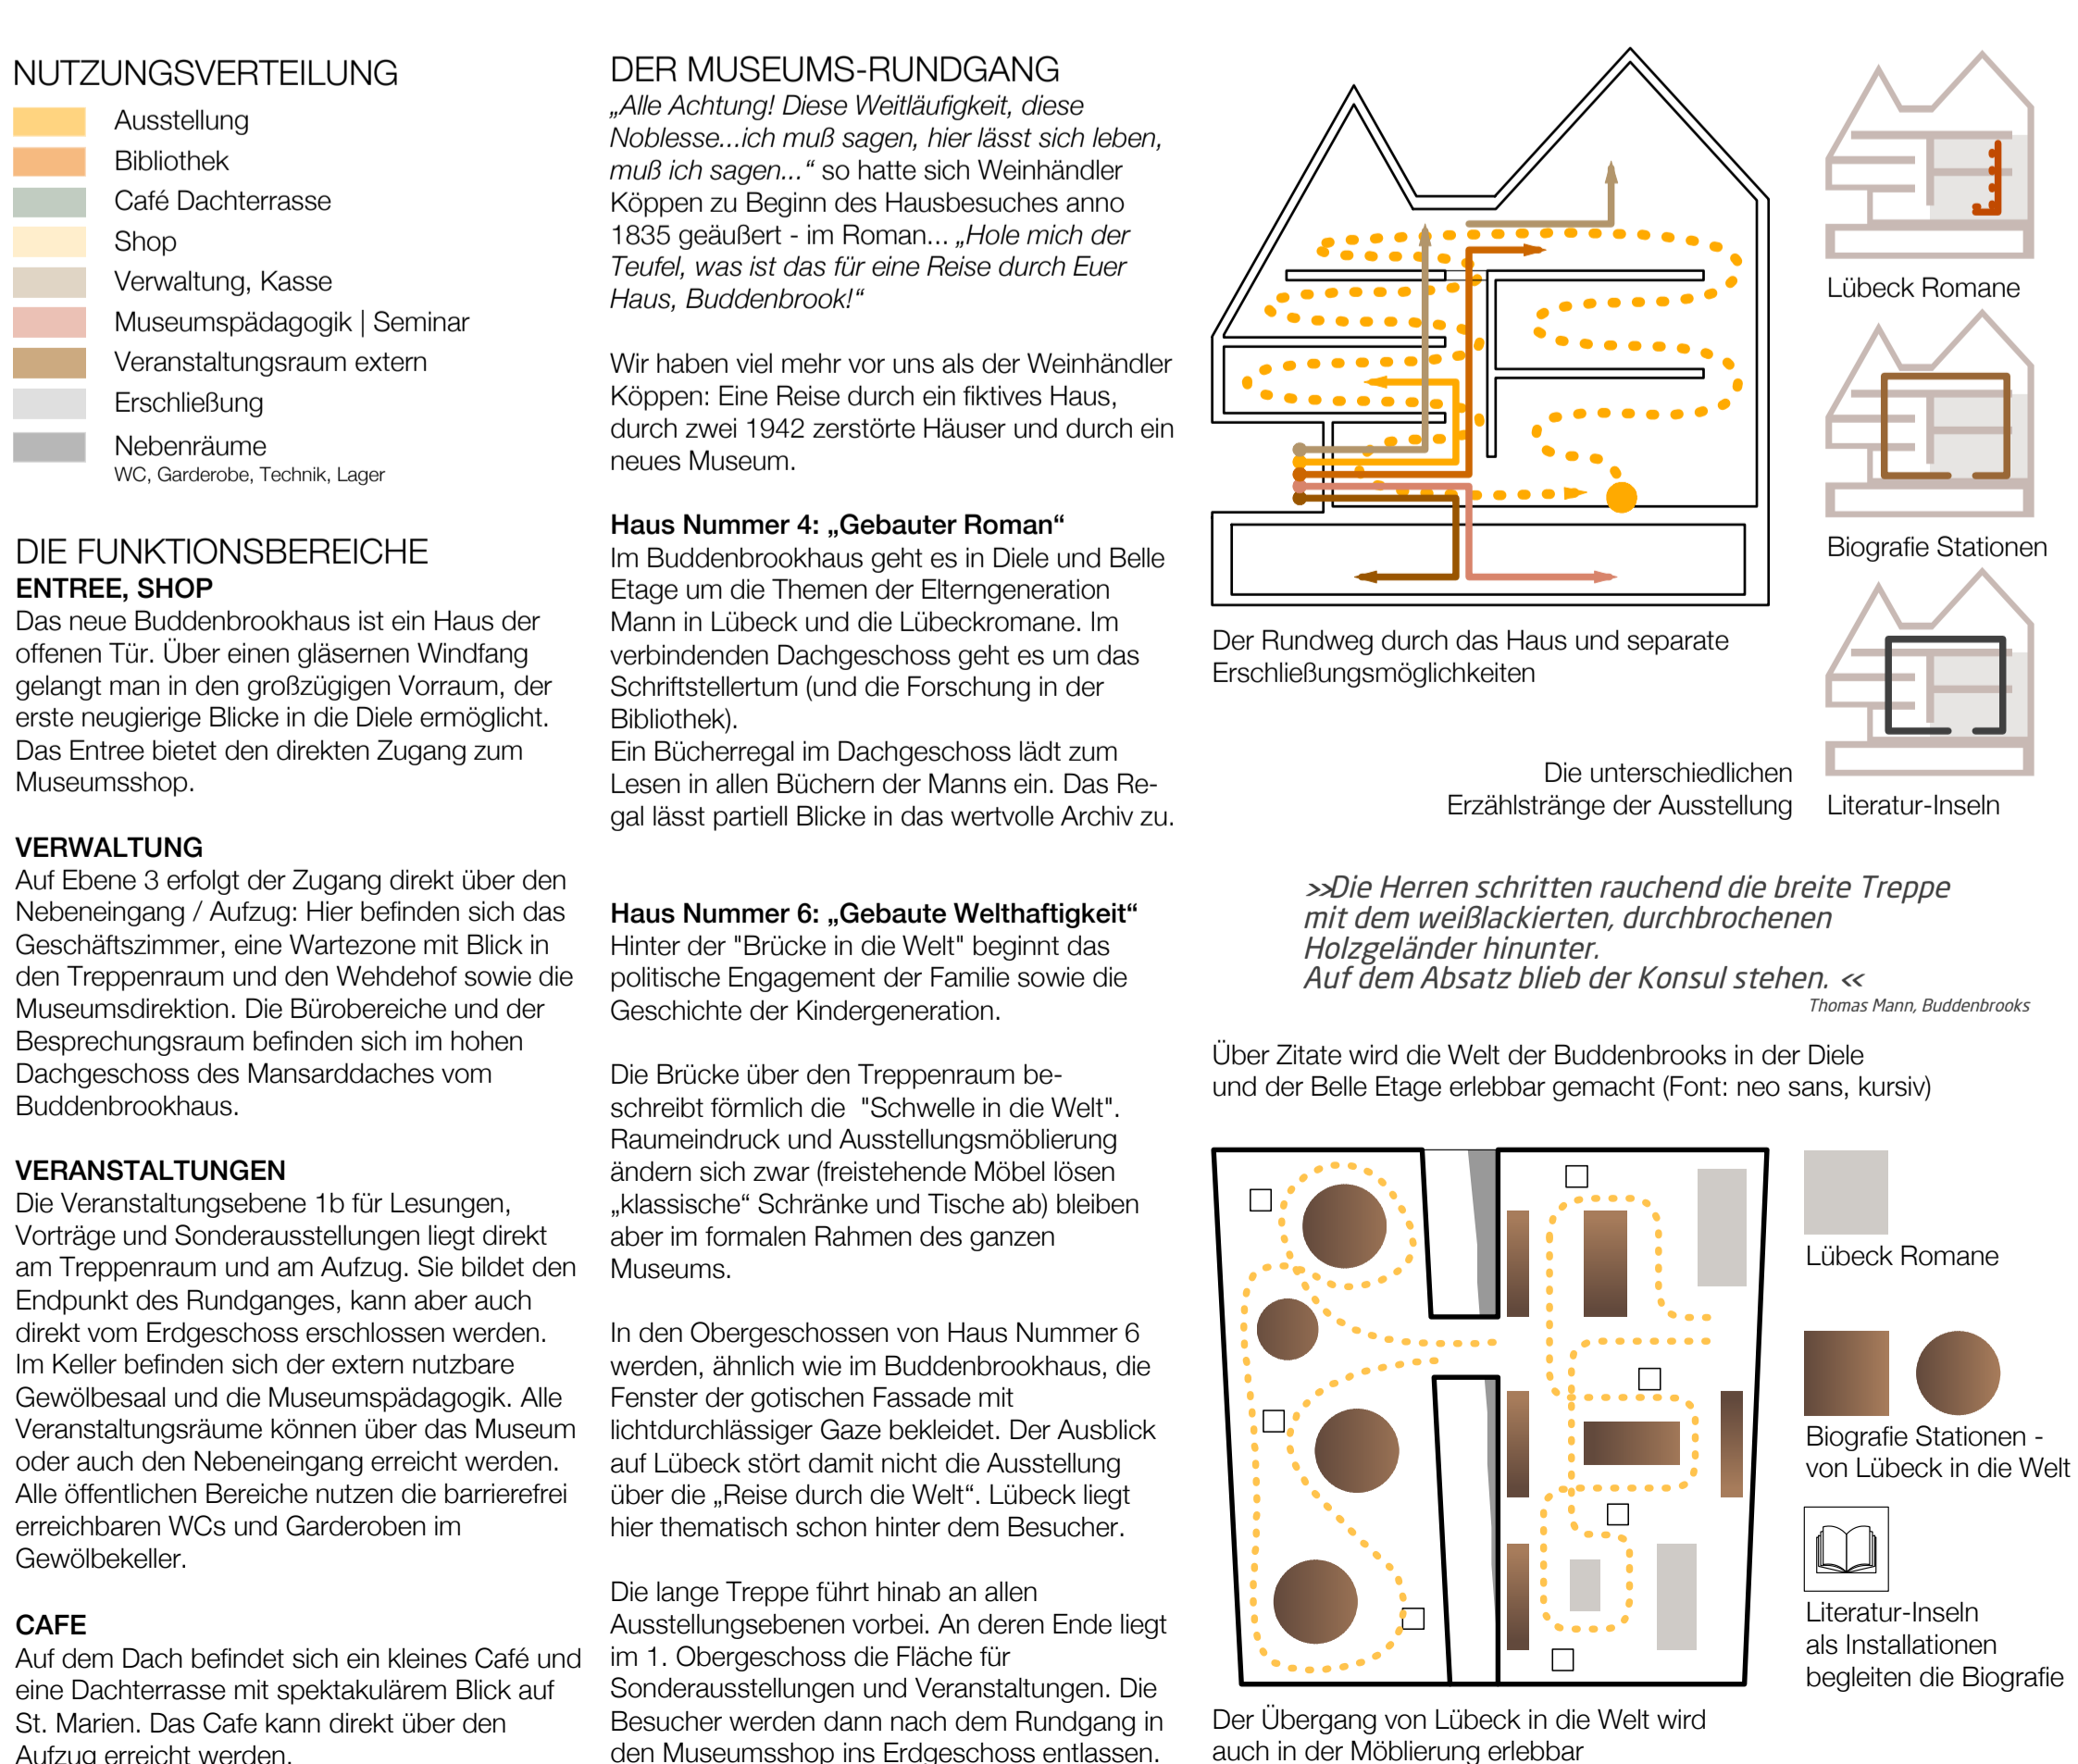 NUTZUNGSVERTEILUNG
Ausstellung
Bibliothek
Café Dachterrasse
Shop
Verwaltung, Kasse
Museumspädagogik | Seminar
Veranstaltungsraum extern
Erschließung
Nebenräume
WC, Garderobe, Technik, Lager
DIE FUNKTIONSBEREICHE
ENTREE, SHOP
Das neue Buddenbrookhaus ist ein Haus der
offenen Tür. Über einen gläsernen Windfang
gelangt man in den großzügigen Vorraum, der
erste neugierige Blicke in die Diele ermöglicht.
Das Entree bietet den direkten Zugang zum
Museumsshop.
VERWALTUNG
Auf Ebene 3 erfolgt der Zugang direkt über den
Nebeneingang / Aufzug: Hier befinden sich das
Geschäftszimmer, eine Wartezone mit Blick in
den Treppenraum und den Wehdehof sowie die
Museumsdirektion. Die Bürobereiche und der
Besprechungsraum befinden sich im hohen
Dachgeschoss des Mansarddaches vom
Buddenbrookhaus.
VERANSTALTUNGEN
Die Veranstaltungsebene 1b für Lesungen,
Vorträge und Sonderausstellungen liegt direkt
am Treppenraum und am Aufzug. Sie bildet den
Endpunkt des Rundganges, kann aber auch
direkt vom Erdgeschoss erschlossen werden.
Im Keller befinden sich der extern nutzbare
Gewölbesaal und die Museumspädagogik. Alle
Veranstaltungsräume können über das Museum
oder auch den Nebeneingang erreicht werden.
Alle öffentlichen Bereiche nutzen die barrierefrei
erreichbaren WCs und Garderoben im
Gewölbekeller.
CAFE
Auf dem Dach befindet sich ein kleines Café und
eine Dachterrasse mit spektakulärem Blick auf
St. Marien. Das Cafe kann direkt über den
Aufzug erreicht werden.
DER MUSEUMS-RUNDGANG
„Alle Achtung! Diese Weitläufigkeit, diese
Noblesse...ich muß sagen, hier lässt sich leben,
muß ich sagen...“ so hatte sich Weinhändler
Köppen zu Beginn des Hausbesuches anno
1835 geäußert - im Roman... „Hole mich der
Teufel, was ist das für eine Reise durch Euer
Haus, Buddenbrook!“
Wir haben viel mehr vor uns als der Weinhändler
Köppen: Eine Reise durch ein fiktives Haus,
durch zwei 1942 zerstörte Häuser und durch ein
neues Museum.
Haus Nummer 4: „Gebauter Roman“
Im Buddenbrookhaus geht es in Diele und Belle
Etage um die Themen der Elterngeneration
Mann in Lübeck und die Lübeckromane. Im
verbindenden Dachgeschoss geht es um das
Schriftstellertum (und die Forschung in der
Bibliothek).
Ein Bücherregal im Dachgeschoss lädt zum
Lesen in allen Büchern der Manns ein. Das Re-
gal lässt partiell Blicke in das wertvolle Archiv zu.
Haus Nummer 6: „Gebaute Welthaftigkeit“
Hinter der "Brücke in die Welt" beginnt das
politische Engagement der Familie sowie die
Geschichte der Kindergeneration.
Die Brücke über den Treppenraum be-
schreibt förmlich die "Schwelle in die Welt".
Raumeindruck und Ausstellungsmöblierung
ändern sich zwar (freistehende Möbel lösen
„klassische“ Schränke und Tische ab) bleiben
aber im formalen Rahmen des ganzen
Museums.
In den Obergeschossen von Haus Nummer 6
werden, ähnlich wie im Buddenbrookhaus, die
Fenster der gotischen Fassade mit
lichtdurchlässiger Gaze bekleidet. Der Ausblick
auf Lübeck stört damit nicht die Ausstellung
über die „Reise durch die Welt“. Lübeck liegt
hier thematisch schon hinter dem Besucher.
Die lange Treppe führt hinab an allen
Ausstellungsebenen vorbei. An deren Ende liegt
im 1. Obergeschoss die Fläche für
Sonderausstellungen und Veranstaltungen. Die
Besucher werden dann nach dem Rundgang in
den Museumsshop ins Erdgeschoss entlassen.
Der Rundweg durch das Haus und separate
Erschließungsmöglichkeiten
Lübeck Romane
Biografie Stationen
Literatur-Inseln
Die unterschiedlichen
Erzählstränge der Ausstellung
»Die Herren schritten rauchend die breite Treppe
mit dem weißlackierten, durchbrochenen
Holzgeländer hinunter.
Auf dem Absatz blieb der Konsul stehen. «
Thomas Mann, Buddenbrooks
Über Zitate wird die Welt der Buddenbrooks in der Diele
und der Belle Etage erlebbar gemacht (Font: neo sans, kursiv)
Lübeck Romane
Biografie Stationen -
von Lübeck in die Welt
Literatur-Inseln
als Installationen
begleiten die Biografie
Der Übergang von Lübeck in die Welt wird
auch in der Möblierung erlebbar